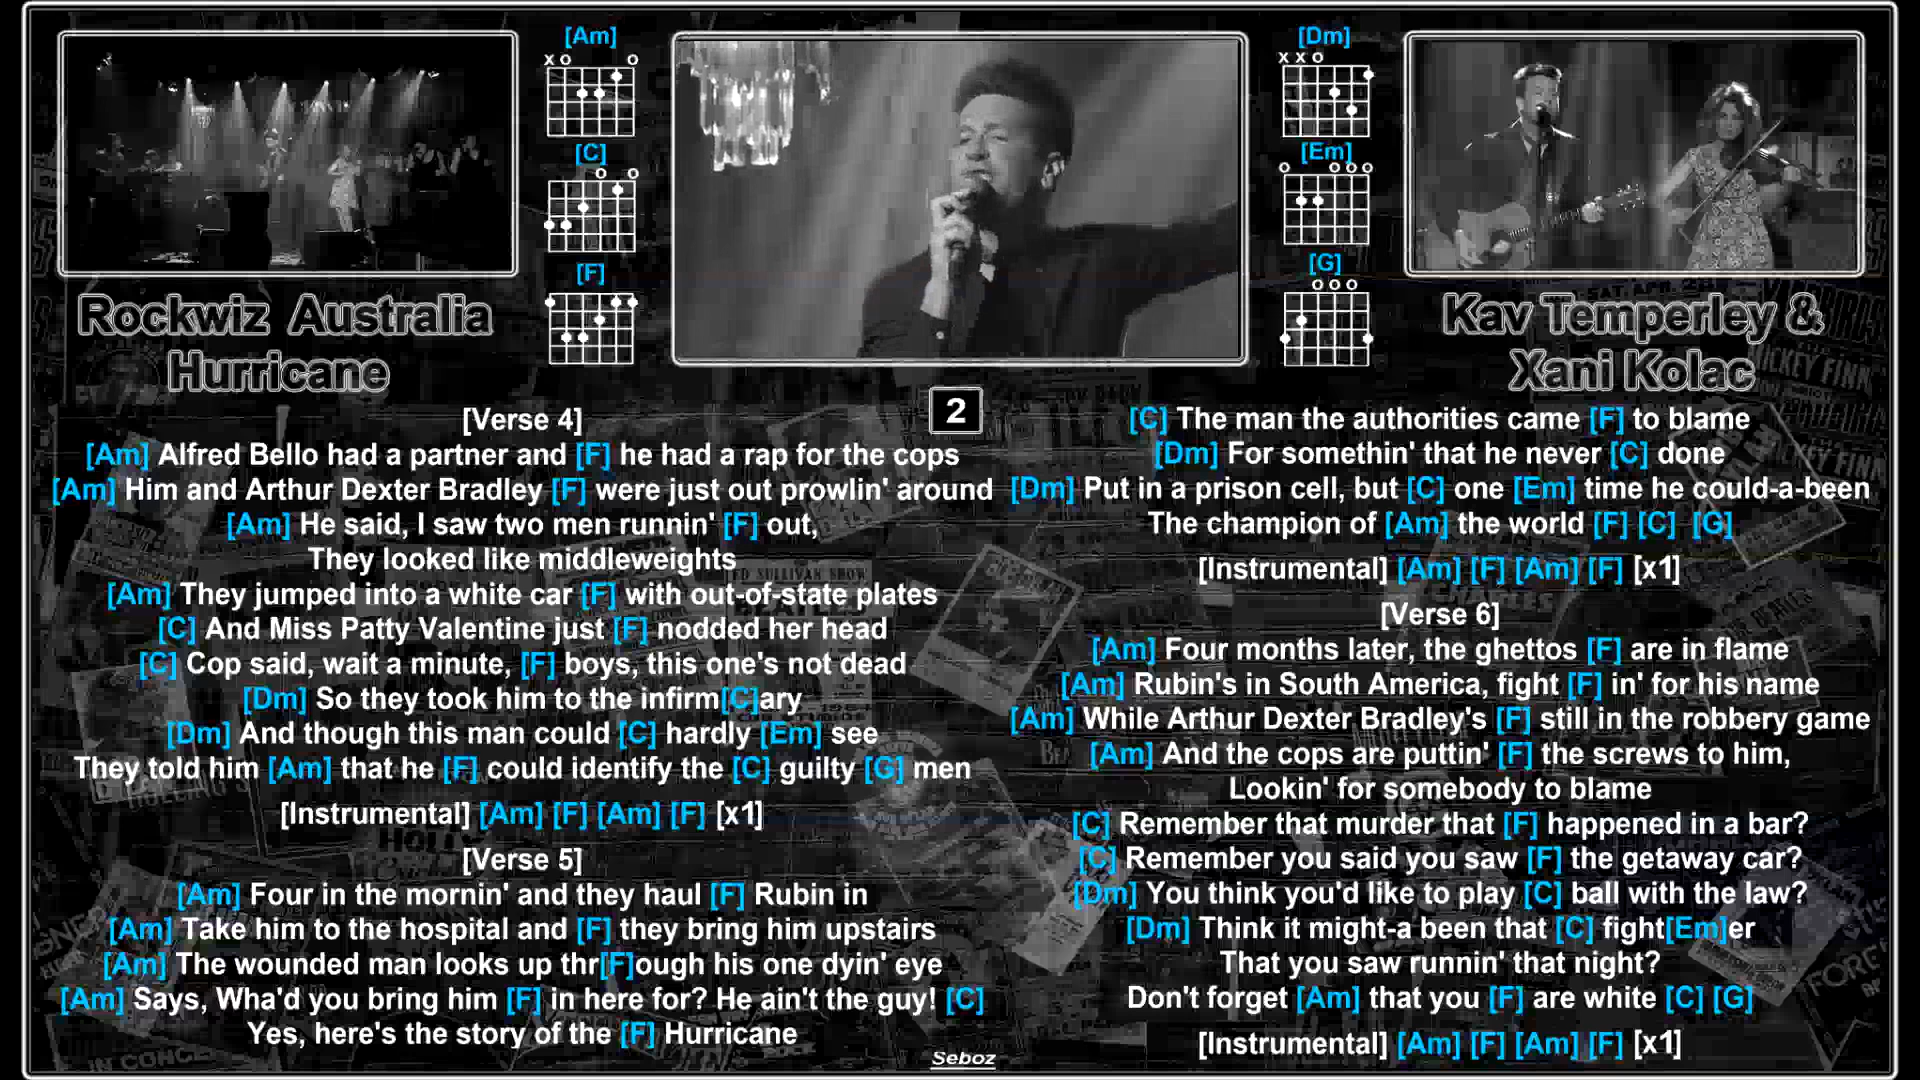 [Am]
x o o
[C]
o o
[F]
[Dm]
x x o
[Em]
o o o o
[G]
o o o
Rockwiz Australia
Hurricane
Kav Temperley &
Xani Kolac
2
[Verse 4]
[Am] Alfred Bello had a partner and [F] he had a rap for the cops
[Am] Him and Arthur Dexter Bradley [F] were just out prowlin' around
[Am] He said, I saw two men runnin' [F] out,
They looked like middleweights
[Am] They jumped into a white car [F] with out-of-state plates
[C] And Miss Patty Valentine just [F] nodded her head
[C] Cop said, wait a minute, [F] boys, this one's not dead
[Dm] So they took him to the infirm[C]ary
[Dm] And though this man could [C] hardly [Em] see
They told him [Am] that he [F] could identify the [C] guilty [G] men
[Instrumental] [Am] [F] [Am] [F] [x1]
[Verse 5]
[Am] Four in the mornin' and they haul [F] Rubin in
[Am] Take him to the hospital and [F] they bring him upstairs
[Am] The wounded man looks up thr[F]ough his one dyin' eye
[Am] Says, Wha'd you bring him [F] in here for? He ain't the guy! [C]
Yes, here's the story of the [F] Hurricane
[C] The man the authorities came [F] to blame
[Dm] For somethin' that he never [C] done
[Dm] Put in a prison cell, but [C] one [Em] time he could-a-been
The champion of [Am] the world [F] [C] [G]
[Instrumental] [Am] [F] [Am] [F] [x1]
[Verse 6]
[Am] Four months later, the ghettos [F] are in flame
[Am] Rubin's in South America, fight [F] in' for his name
[Am] While Arthur Dexter Bradley's [F] still in the robbery game
[Am] And the cops are puttin' [F] the screws to him,
Lookin' for somebody to blame
[C] Remember that murder that [F] happened in a bar?
[C] Remember you said you saw [F] the getaway car?
[Dm] You think you'd like to play [C] ball with the law?
[Dm] Think it might-a been that [C] fight[Em]er
That you saw runnin' that night?
Don't forget [Am] that you [F] are white [C] [G]
[Instrumental] [Am] [F] [Am] [F] [x1]
Seboz
ED SULLIVAN SHOW
BEATLES
MICKEY FINN
IN CONCE